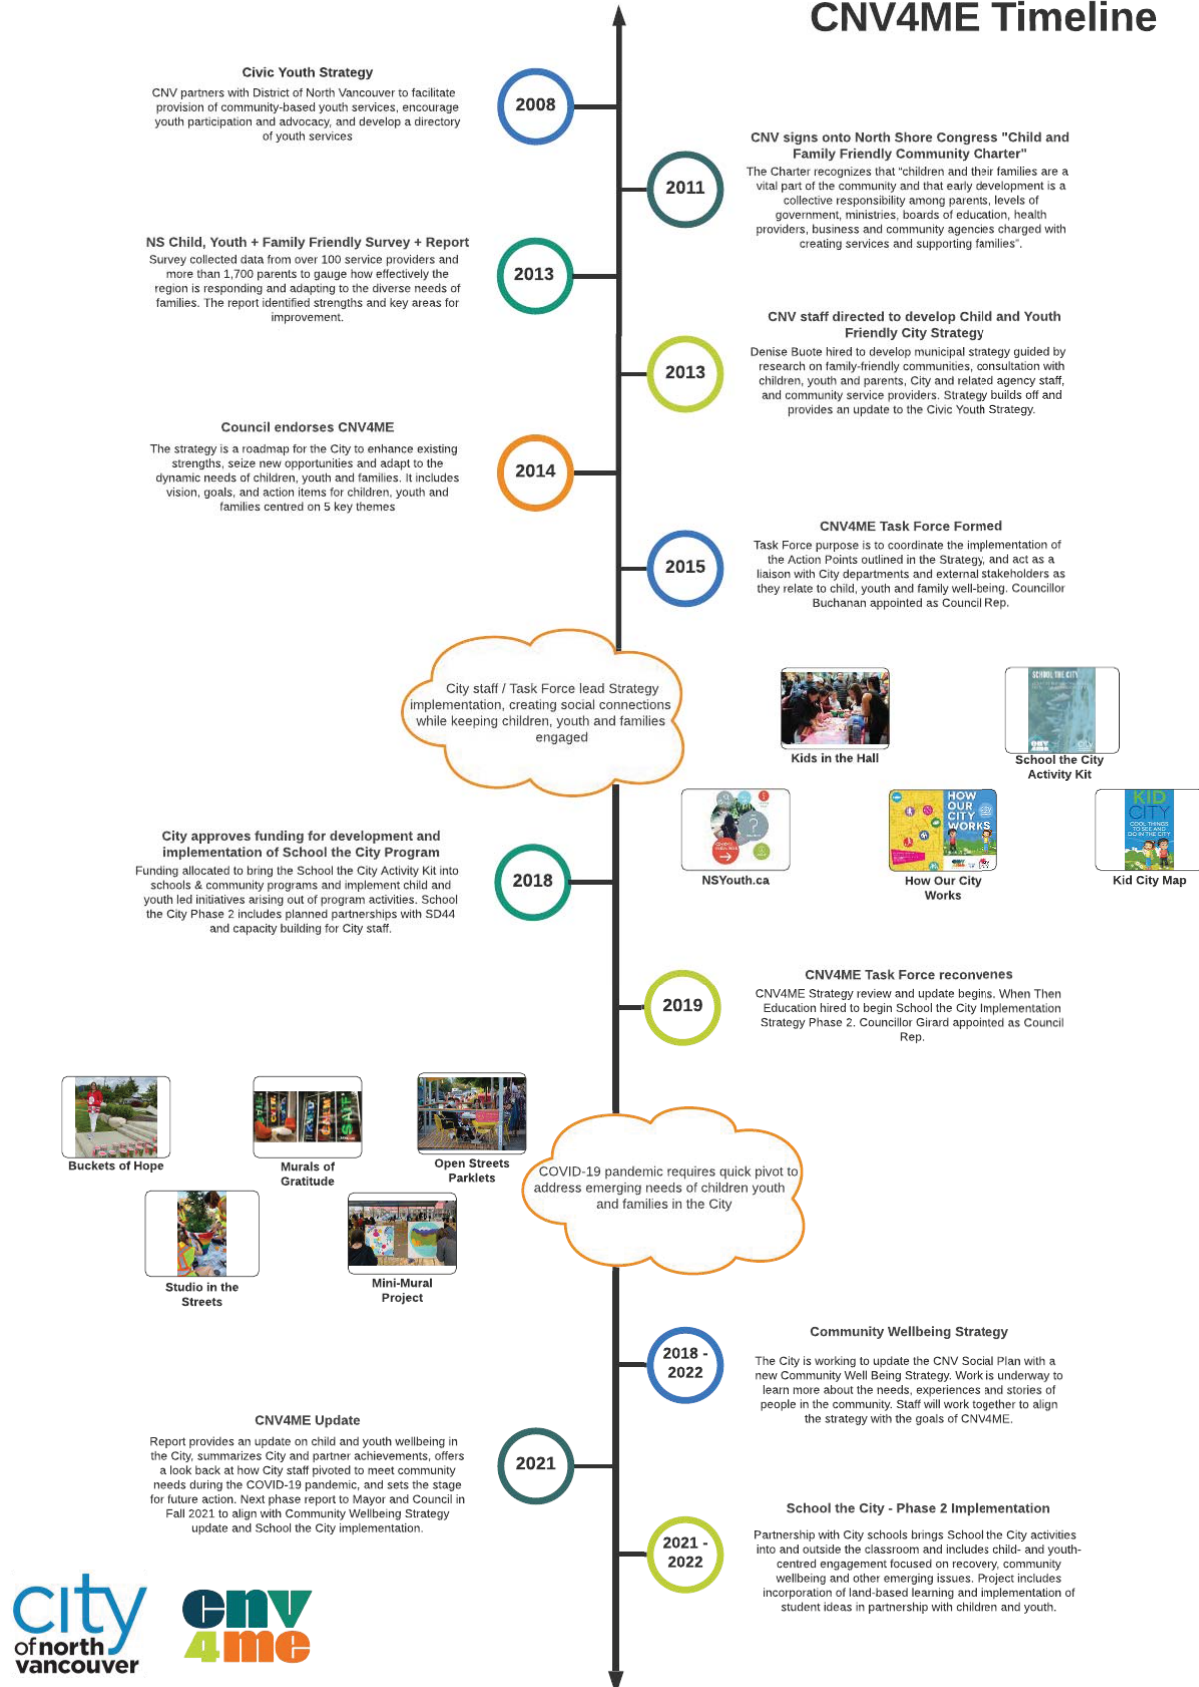 CNV4ME Timeline
Civic Youth Strategy
CNV partners with District of North Vancouver to facilitate
provision of community-based youth services, encourage
youth participation and advocacy, and develop a directory
of youth services
2008
CNV signs onto North Shore Congress "Child and
Family Friendly Community Charter"
The Charter recognizes that "children and their families are a
vital part of the community and that early development is a
collective responsibility among parents, levels of
government, ministries, boards of education, health
providers, business and community agencies charged with
creating services and supporting families".
2011
NS Child, Youth + Family Friendly Survey + Report
Survey collected data from over 100 service providers and
more than 1,700 parents to gauge how effectively the
region is responding and adapting to the diverse needs of
families. The report identified strengths and key areas for
improvement.
2013
CNV staff directed to develop Child and Youth
Friendly City Strategy
Denise Buote hired to develop municipal strategy guided by
research on family-friendly communities, consultation with
children, youth and parents, City and related agency staff,
and community service providers. Strategy builds off and
provides an update to the Civic Youth Strategy.
2013
Council endorses CNV4ME
The strategy is a roadmap for the City to enhance existing
strengths, seize new opportunities and adapt to the
dynamic needs of children, youth and families. It includes
vision, goals, and action items for children, youth and
families centred on 5 key themes
2014
CNV4ME Task Force Formed
Task Force purpose is to coordinate the implementation of
the Action Points outlined in the Strategy, and act as a
liaison with City departments and external stakeholders as
they relate to child, youth and family well-being. Councillor
Buchanan appointed as Council Rep.
2015
City staff / Task Force lead Strategy
implementation, creating social connections
while keeping children, youth and families
engaged
Kids in the Hall
SCHOOL THE CITY
cnv
4me
School the City
Activity Kit
NSYouth.ca
HOW
OUR
CITY
WORKS
How Our City
Works
KID
CITY
COOL THINGS
TO SEE AND
DO IN THE CITY
Kid City Map
City approves funding for development and
implementation of School the City Program
Funding allocated to bring the School the City Activity Kit into
schools & community programs and implement child and
youth led initiatives arising out of program activities. School
the City Phase 2 includes planned partnerships with SD44
and capacity building for City staff.
2018
CNV4ME Task Force reconvenes
CNV4ME Strategy review and update begins. When Then
Education hired to begin School the City Implementation
Strategy Phase 2. Councillor Girard appointed as Council
Rep.
2019
Buckets of Hope
Murals of
Gratitude
Open Streets
Parklets
Studio in the
Streets
Mini-Mural
Project
COVID-19 pandemic requires quick pivot to
address emerging needs of children youth
and families in the City
Community Wellbeing Strategy
The City is working to update the CNV Social Plan with a
new Community Well Being Strategy. Work is underway to
learn more about the needs, experiences and stories of
people in the community. Staff will work together to align
the strategy with the goals of CNV4ME.
2018 -
2022
CNV4ME Update
Report provides an update on child and youth wellbeing in
the City, summarizes City and partner achievements, offers
a look back at how City staff pivoted to meet community
needs during the COVID-19 pandemic, and sets the stage
for future action. Next phase report to Mayor and Council in
Fall 2021 to align with Community Wellbeing Strategy
update and School the City implementation.
2021
School the City - Phase 2 Implementation
Partnership with City schools brings School the City activities
into and outside the classroom and includes child- and youth-
centred engagement focused on recovery, community
wellbeing and other emerging issues. Project includes
incorporation of land-based learning and implementation of
student ideas in partnership with children and youth.
2021 -
2022
city
of north
vancouver
cnv
4me